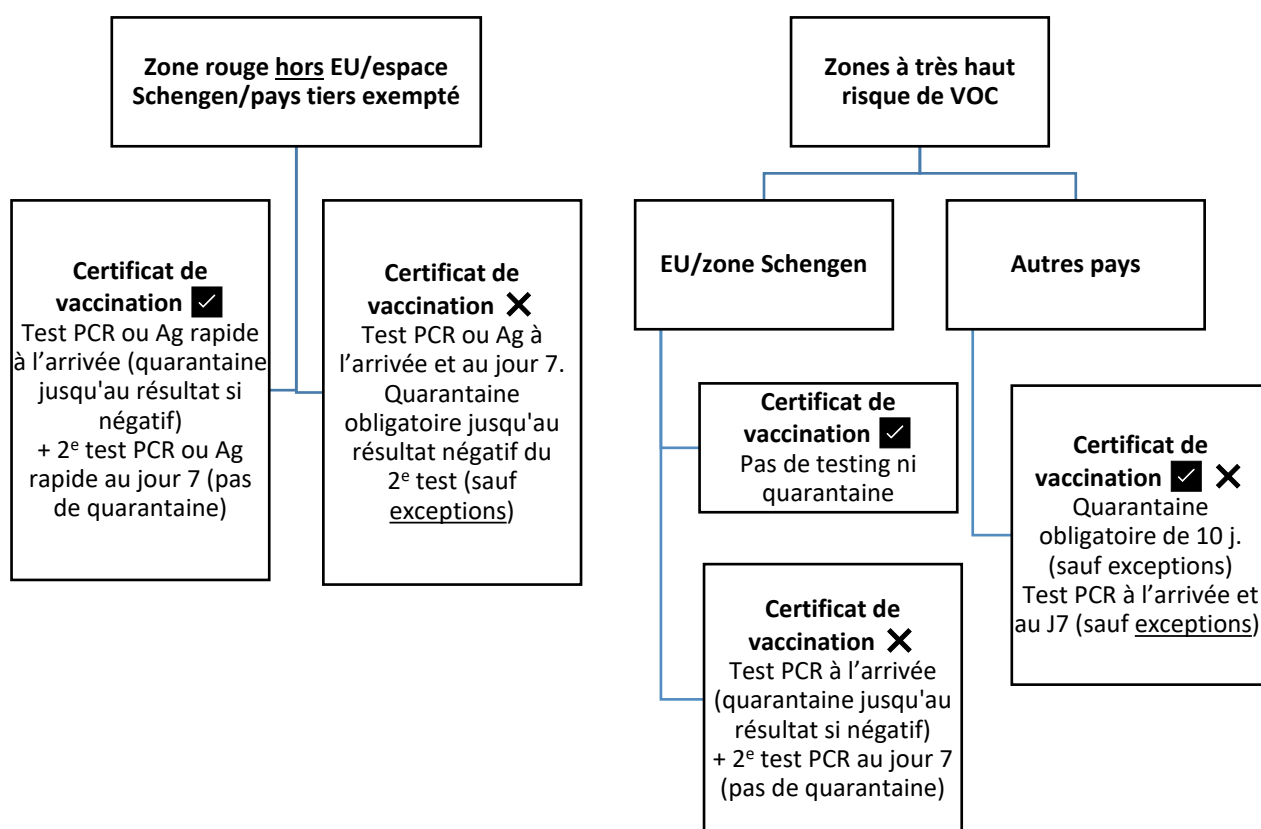 Zone rouge hors EU/espace
Schengen/pays tiers exempté
Certificat de
vaccination ✓
Test PCR ou Ag rapide
à l’arrivée (quarantaine
jusqu'au résultat si
négatif)
+ 2e test PCR ou Ag
rapide au jour 7 (pas
de quarantaine)
Certificat de
vaccination ✕
Test PCR ou Ag à
l’arrivée et au jour 7.
Quarantaine
obligatoire jusqu'au
résultat négatif du
2e test (sauf
exceptions)
Zones à très haut
risque de VOC
EU/zone Schengen
Certificat de
vaccination ✓
Pas de testing ni
quarantaine
Certificat de
vaccination ✕
Test PCR à l’arrivée
(quarantaine jusqu'au
résultat si négatif)
+ 2e test PCR au jour 7
(pas de quarantaine)
Autres pays
Certificat de
vaccination ✓ ✕
Quarantaine
obligatoire de 10 j.
(sauf exceptions)
Test PCR à l’arrivée et
au J7 (sauf exceptions)